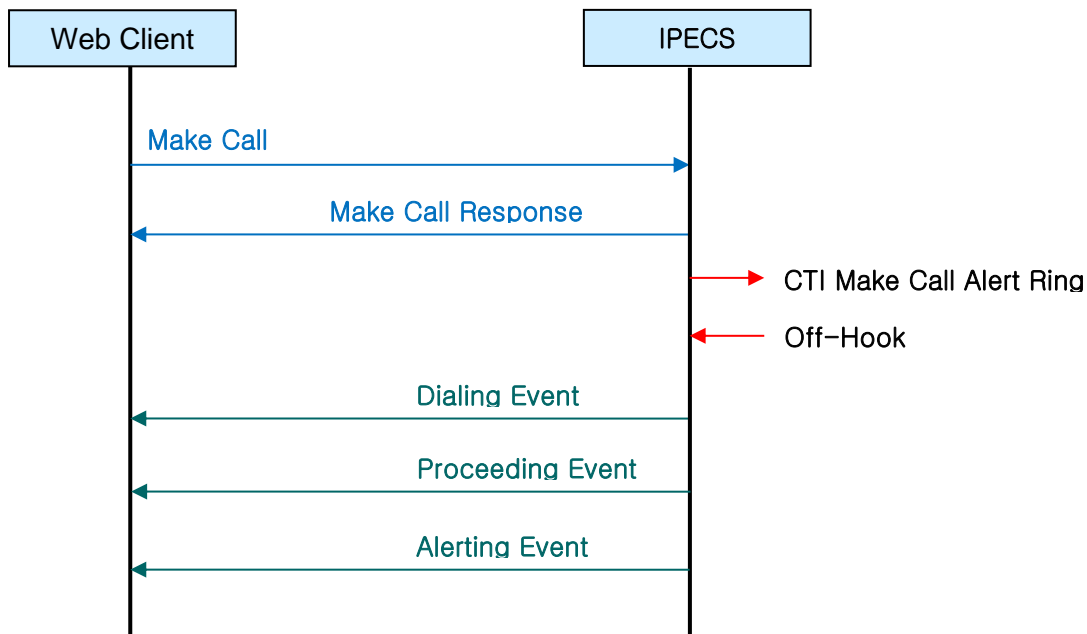 Web Client
IPECS
Make Call
Make Call Response
CTI Make Call Alert Ring
Off-Hook
Dialing Event
Proceeding Event
Alerting Event